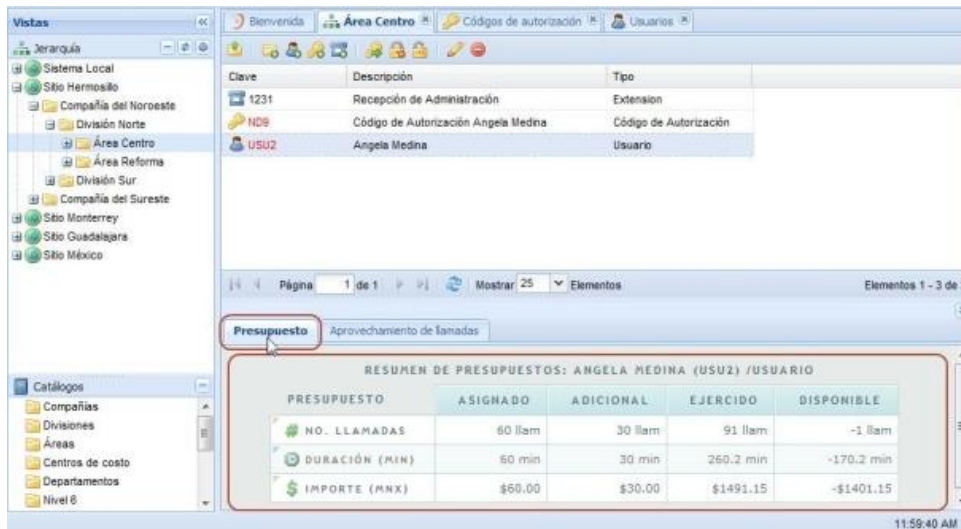 Vistas
Jerarquía
Sistema Local
Sitio Hermosillo
Compañía del Noroeste
División Norte
Área Centro
Área Reforma
División Sur
Compañía del Sureste
Sitio Monterrey
Sitio Guadalajara
Sitio México
Catálogos
Compañías
Divisiones
Áreas
Centros de costo
Departamentos
Nivel 6
Bienvenida Área Centro Códigos de autorización Usuarios
Clave Descripción Tipo
1231 Recepción de Administración Extension
ND9 Código de Autorización Angela Medina Código de Autorización
USU2 Angela Medina Usuario
Página 1 de 1 Mostrar 25 Elementos Elementos 1 - 3 de
Presupuesto Aprovechamiento de llamadas
RESUMEN DE PRESUPUESTOS: ANGELA MEDINA (USU2) /USUARIO
PRESUPUESTO ASIGNADO ADICIONAL EJERCIDO DISPONIBLE
# NO. LLAMADAS 60 llam 30 llam 91 llam -1 llam
DURACIÓN (MIN) 60 min 30 min 260.2 min -170.2 min
$ IMPORTE (MNX) $60.00 $30.00 $1491.15 -$1401.15
11:59:40 AM